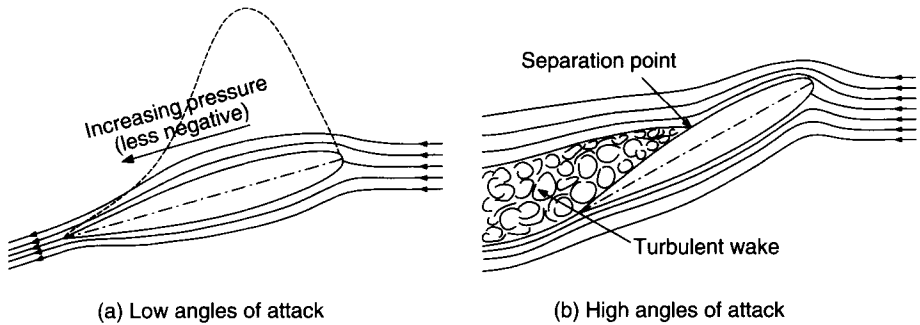 Increasing pressure
(less negative)
(a) Low angles of attack
Separation point
Turbulent wake
(b) High angles of attack